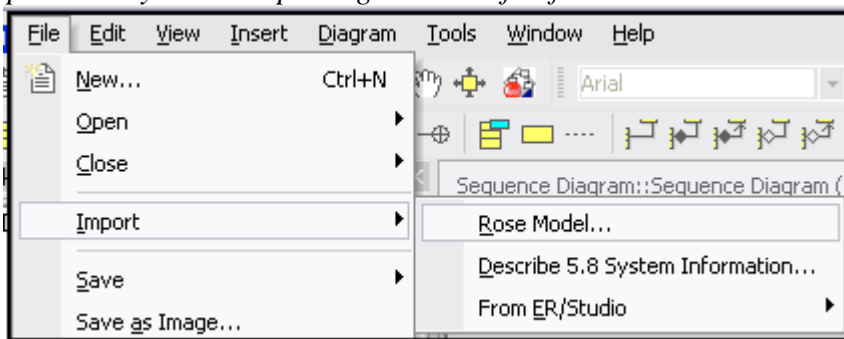 File Edit View Insert Diagram Tools Window Help
New... Ctrl+N
Arial
Open
Close
Sequence Diagram::Sequence Diagram (
Import
Rose Model...
Describe 5.8 System Information...
Save
From ER/Studio
Save as Image...